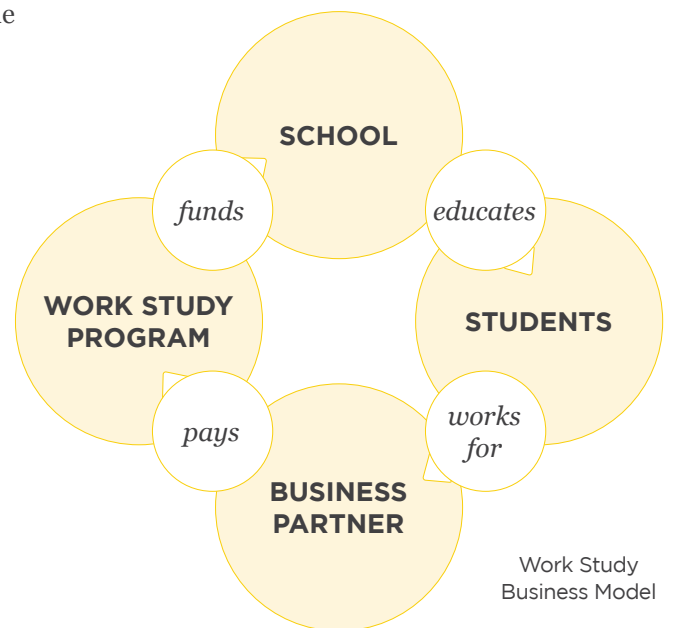 SCHOOL
funds
educates
WORK STUDY
PROGRAM
STUDENTS
pays
works
for
BUSINESS
PARTNER
Work Study
Business Model